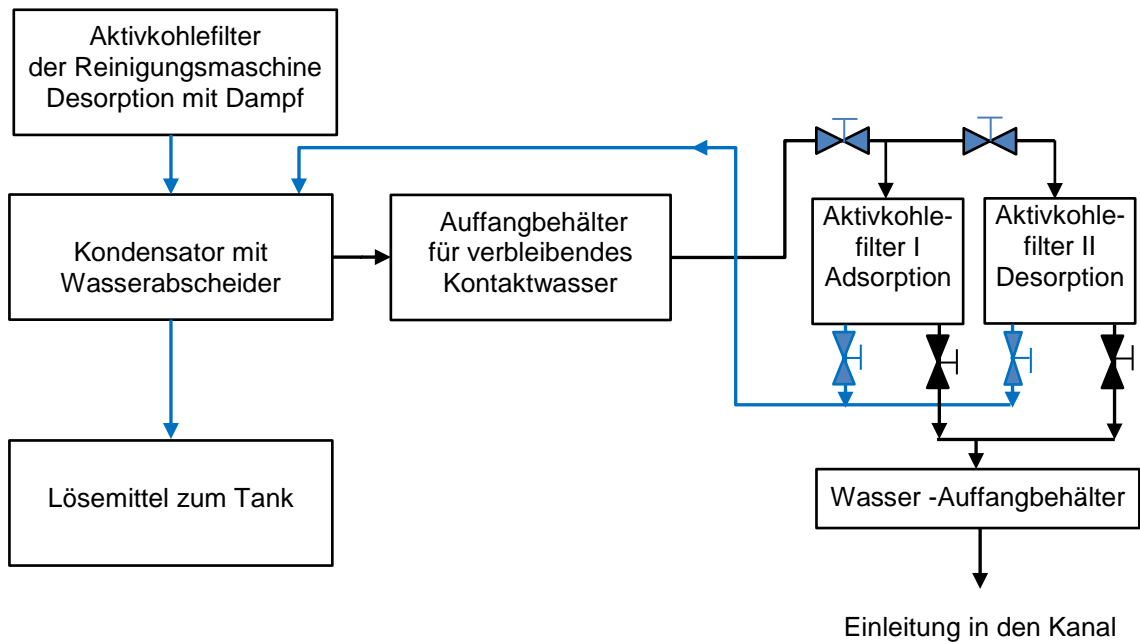 Aktivkohlefilter
der Reinigungsmaschine
Desorption mit Dampf
Kondensator mit
Wasserabscheider
Auffangbehälter
für verbleibendes
Kontaktwasser
Aktivkohle-
filter I
Adsorption
Aktivkohle-
filter II
Desorption
Lösemittel zum Tank
Wasser -Auffangbehälter
Einleitung in den Kanal